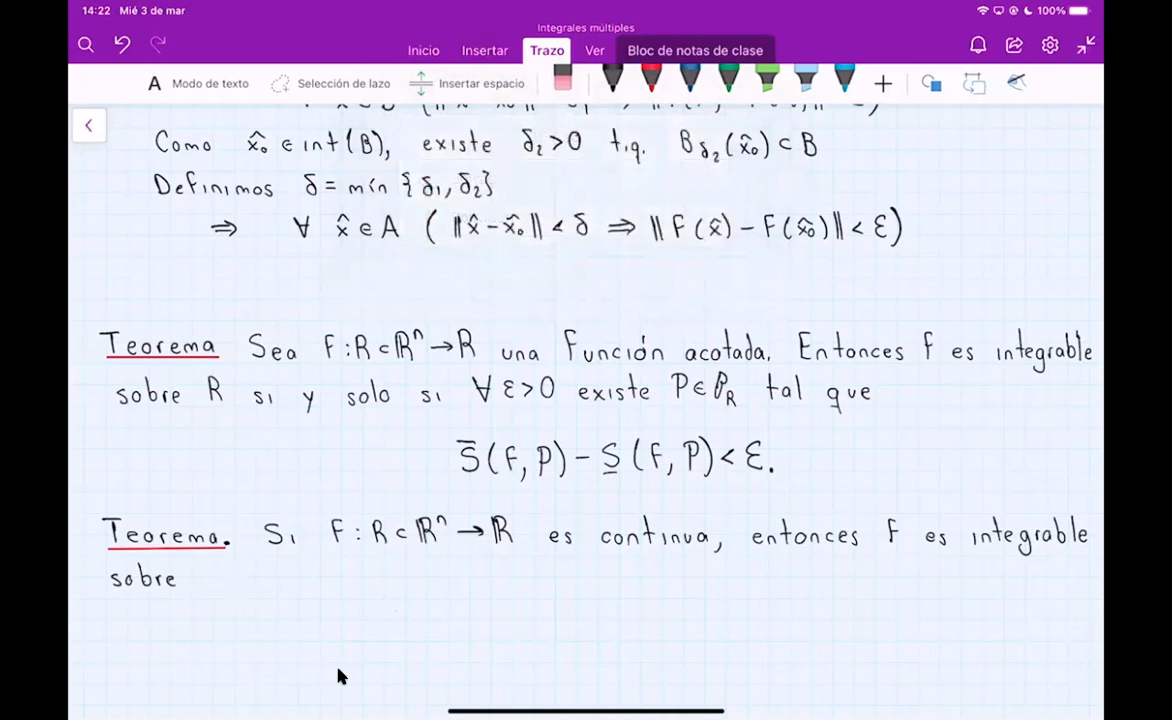 14:22 Mié 3 de mar
100%
Integrales múltiples
Inicio Insertar Trazo Ver Bloc de notas de clase
A Modo de texto Selección de lazo Insertar espacio
Como x̂₀ ∈ int(B), existe δ₂>0 t.q. Bδ₂(x̂₀) ⊂ B
Definimos δ = mín {δ₁, δ₂}
⇒ ∀ x̂ ∈ A (‖x̂ - x̂₀‖ < δ ⇒ ‖f(x̂) - f(x̂₀)‖ < ε)
Teorema Sea f: R ⊂ ℝⁿ → ℝ una función acotada. Entonces f es integrable
sobre R si y solo si ∀ ε>0 existe P ∈ 𝒫_R tal que
S̅(f, P) - S̲(f, P) < ε.
Teorema. Si f: R ⊂ ℝⁿ → ℝ es continua, entonces f es integrable
sobre